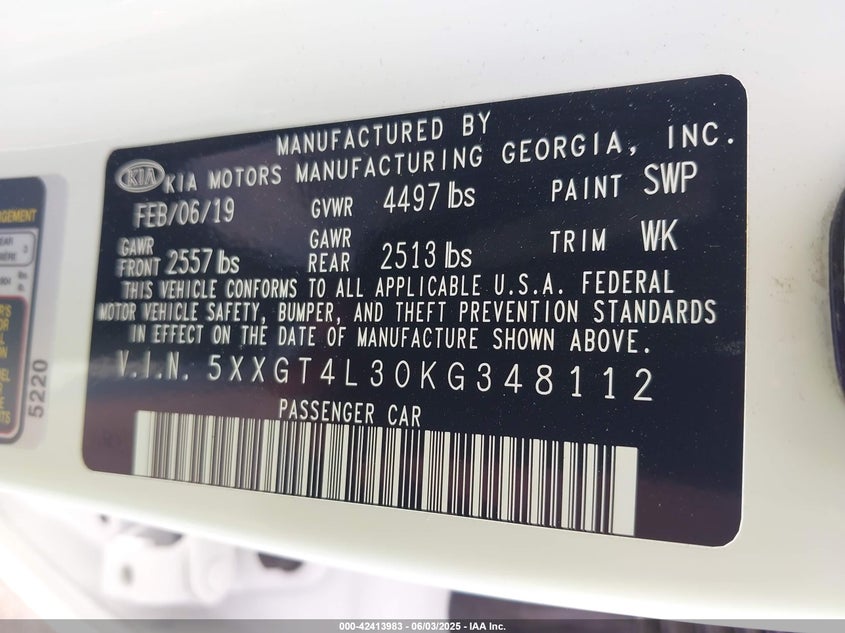 MANUFACTURED BY
KIA KIA MOTORS MANUFACTURING GEORGIA, INC.
FEB/06/19 GVWR 4497 lbs PAINT SWP
GAWR FRONT 2557 lbs GAWR REAR 2513 lbs TRIM WK
THIS VEHICLE CONFORMS TO ALL APPLICABLE U.S.A. FEDERAL
MOTOR VEHICLE SAFETY, BUMPER, AND THEFT PREVENTION STANDARDS
IN EFFECT ON THE DATE OF MANUFACTURE SHOWN ABOVE.
V.I.N. 5XXGT4L30KG348112
PASSENGER CAR
5220
000-42413983 - 06/03/2025 - IAA Inc.